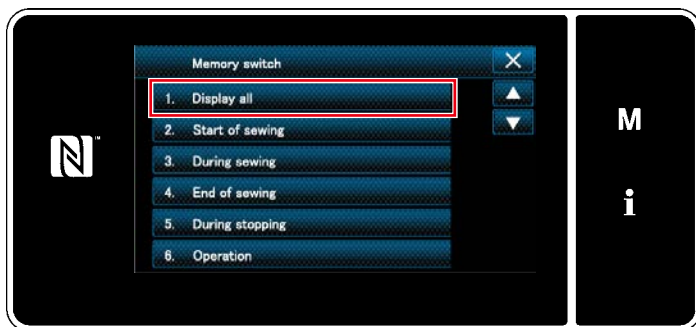 Memory switch
1. Display all
2. Start of sewing
3. During sewing
4. End of sewing
5. During stopping
6. Operation
N
M
i